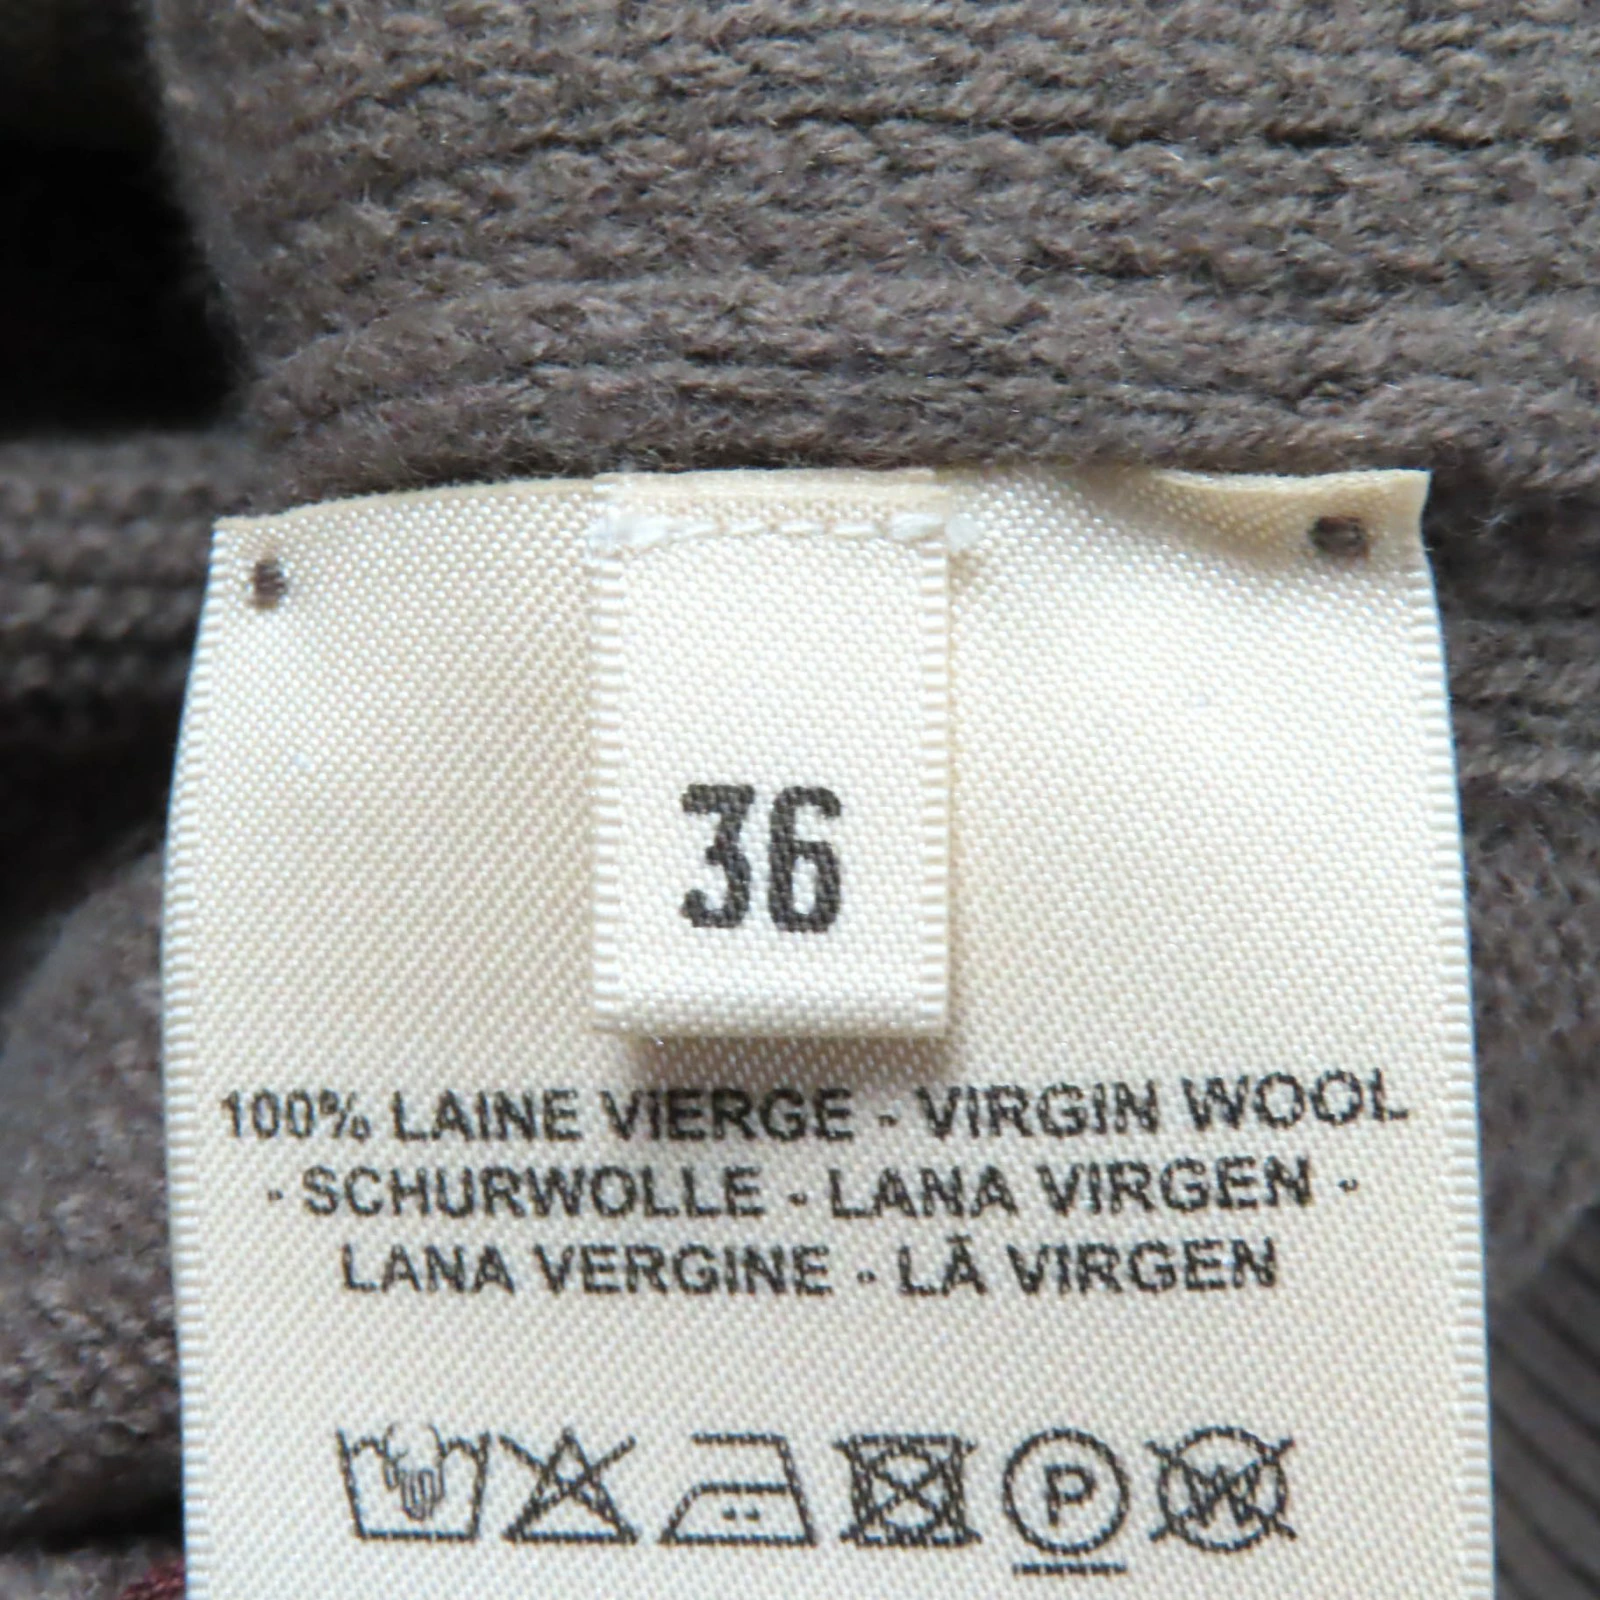 36
100% LAINE VIERGE - VIRGIN WOOL
- SCHURWOLLE - LANA VIRGEN -
LANA VERGINE - LÃ VIRGEN
P
W